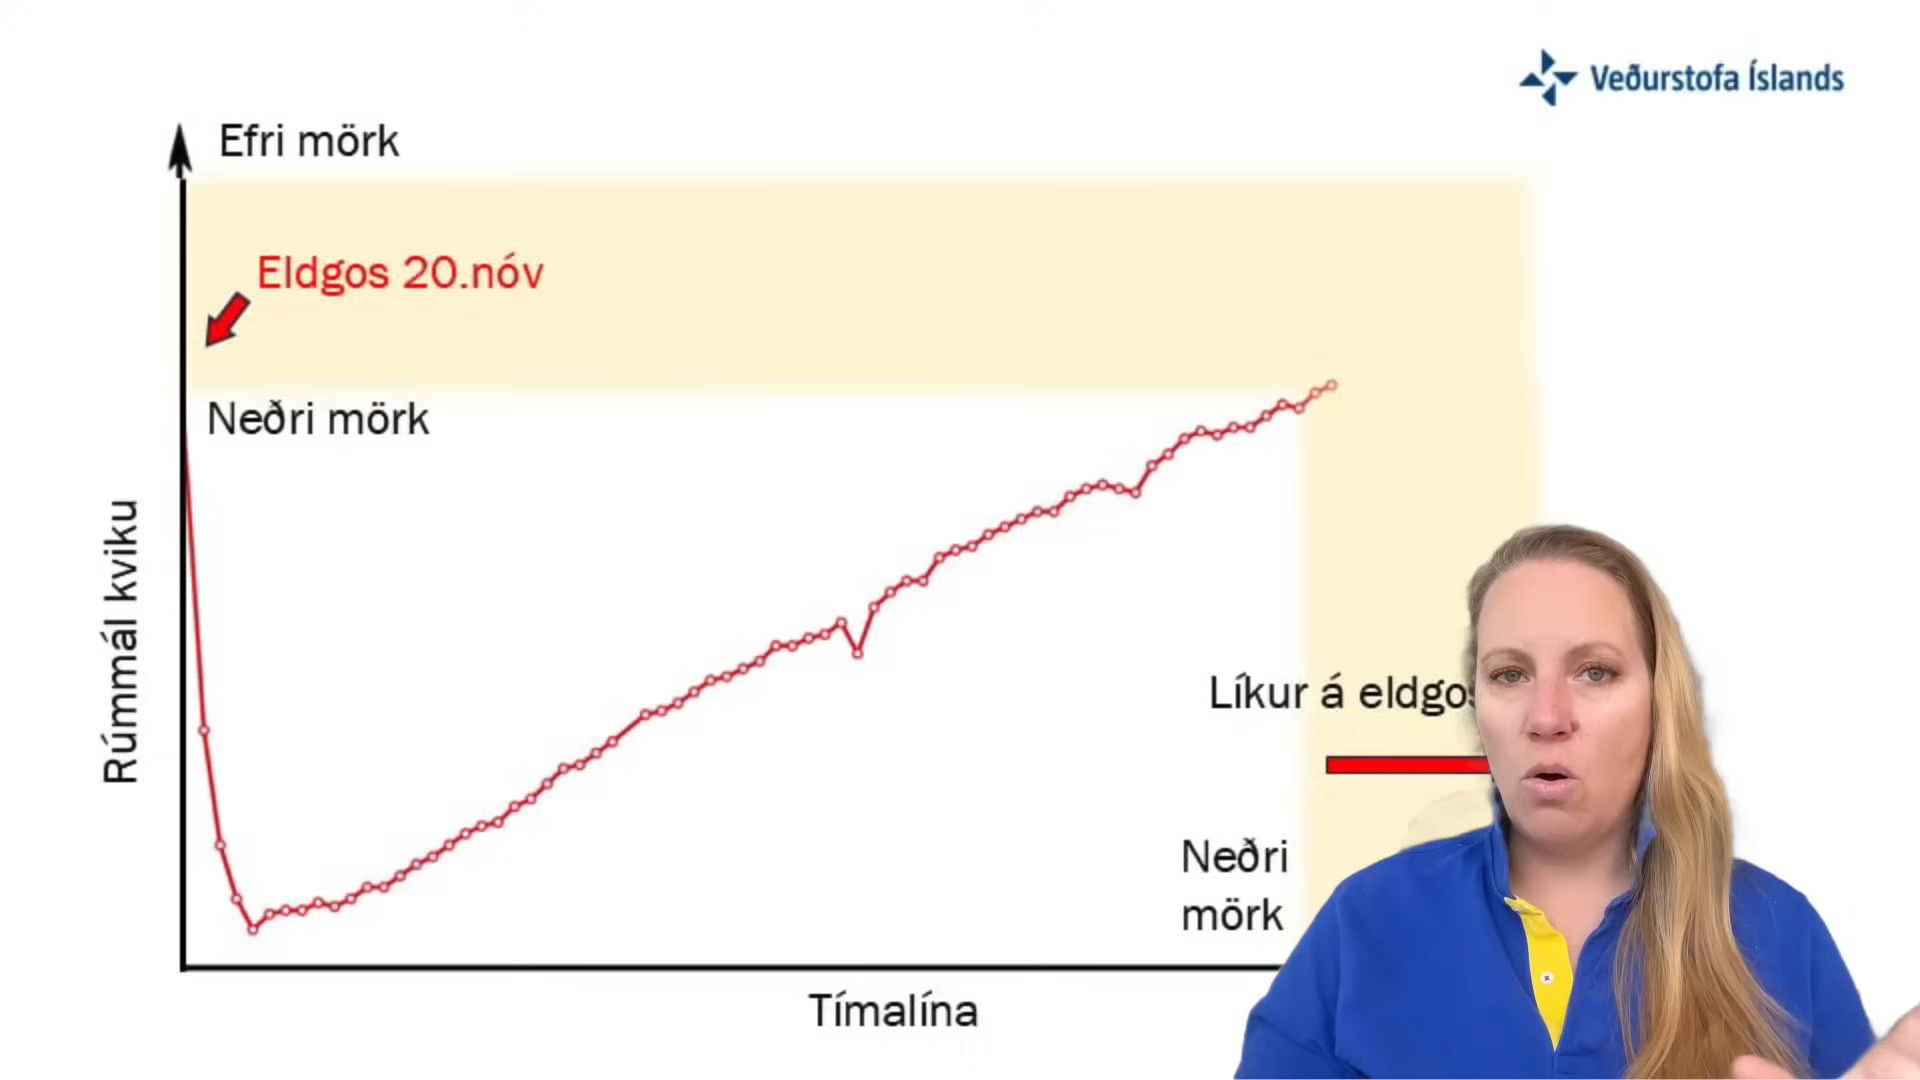 Veðurstofa Íslands
Efri mörk
Eldgos 20.nóv
Neðri mörk
Rúmmál kviku
Líkur á eldgos
Neðri
mörk
Tímalína